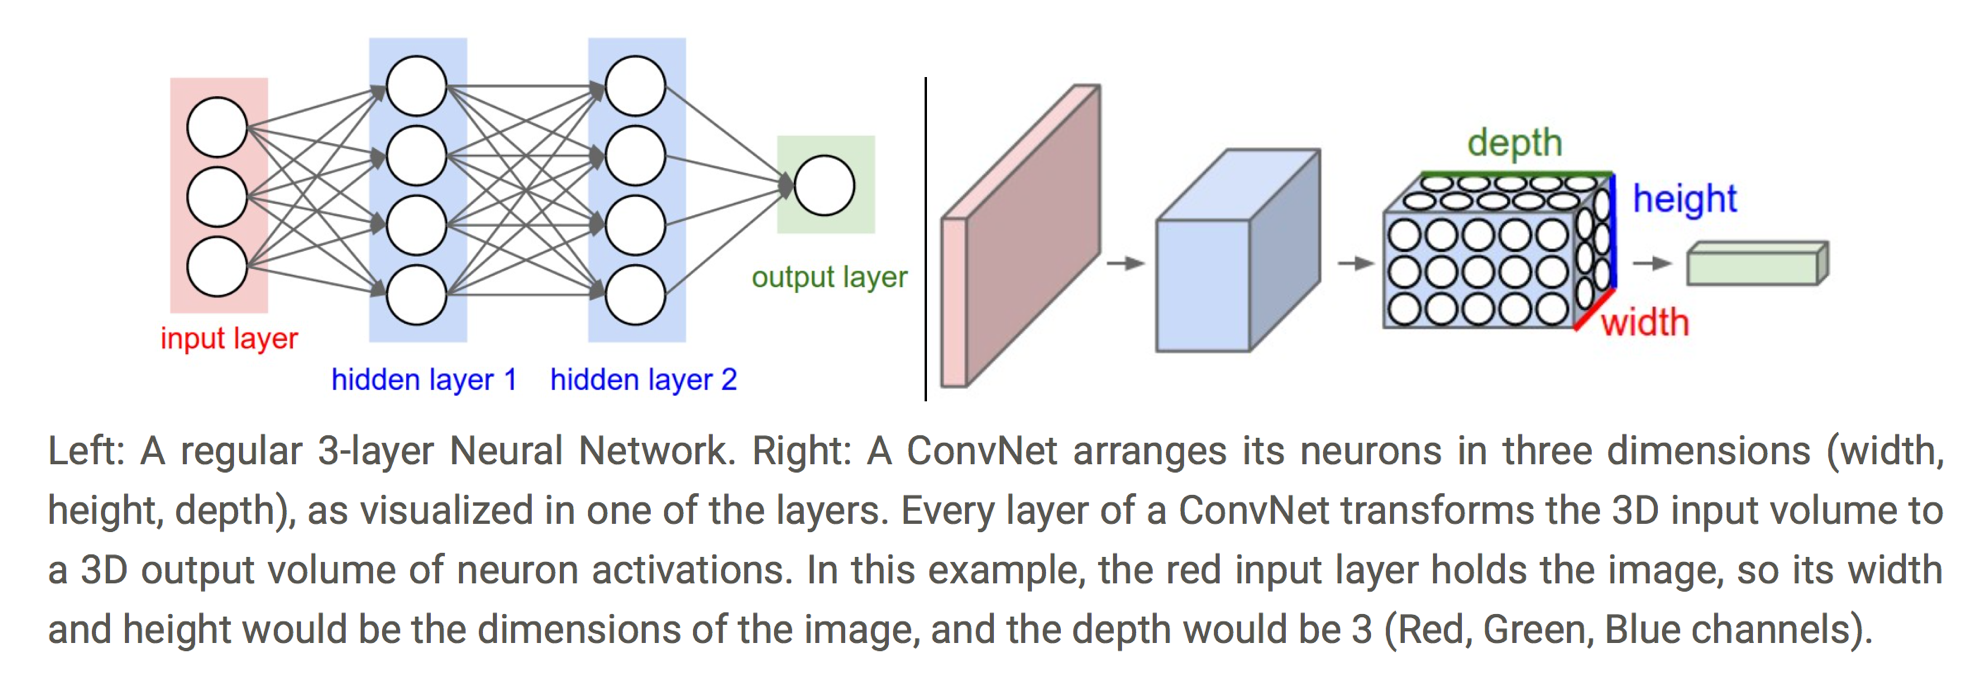 input layer
hidden layer 1
hidden layer 2
output layer
depth
height
width
Left: A regular 3-layer Neural Network. Right: A ConvNet arranges its neurons in three dimensions (width,
height, depth), as visualized in one of the layers. Every layer of a ConvNet transforms the 3D input volume to
a 3D output volume of neuron activations. In this example, the red input layer holds the image, so its width
and height would be the dimensions of the image, and the depth would be 3 (Red, Green, Blue channels).